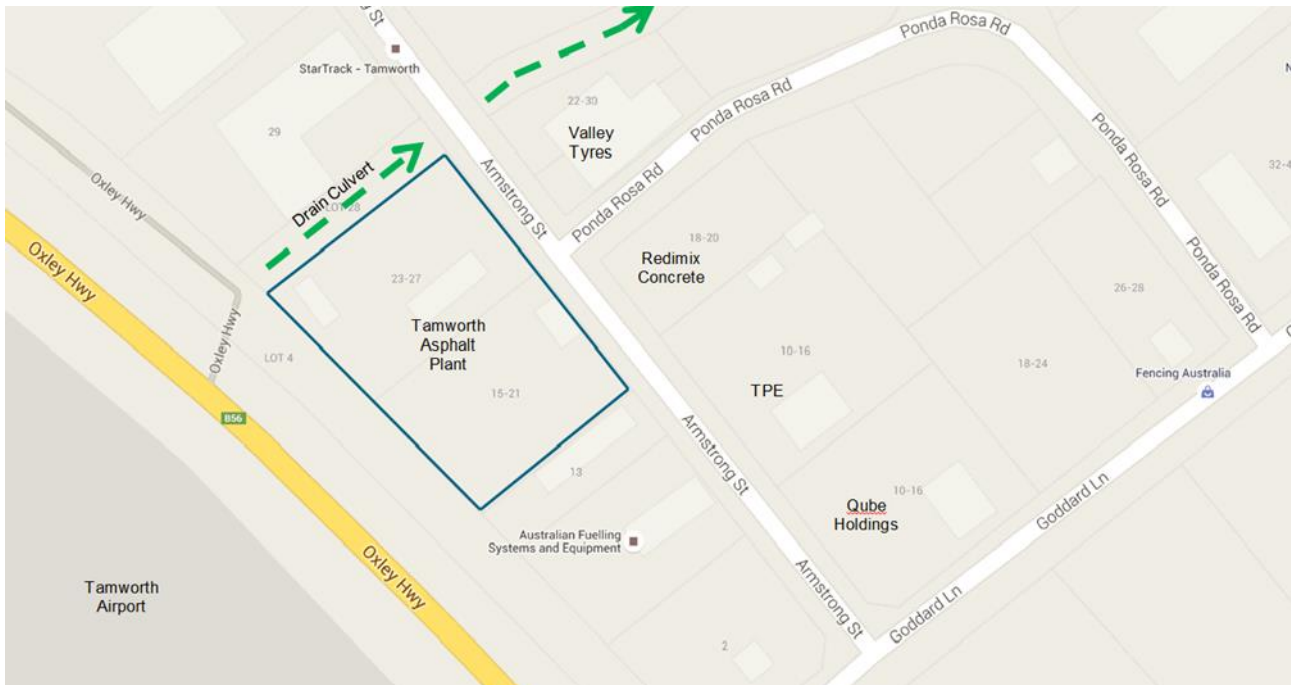 g St
StarTrack - Tamworth
Ponda Rosa Rd
N
22-30
Valley
Tyres
Ponda Rosa Rd
29
Drain Culvert
LOT 28
Armstrong St
Oxley Hwy
Ponda Rosa Rd
Ponda Rosa Rd
32-4
18-20
Redimix
Concrete
Oxley Hwy
23-27
Ponda Rosa Rd
26-28
Tamworth
Asphalt
Plant
Oxley Hwy
LOT 4
10-16
18-24
Fencing Australia
15-21
TPE
B56
Armstrong St
13
10-16
Qube
Holdings
Goddard Ln
Australian Fuelling
Systems and Equipment
Oxley Hwy
Tamworth
Airport
Armstrong St
Goddard Ln
2